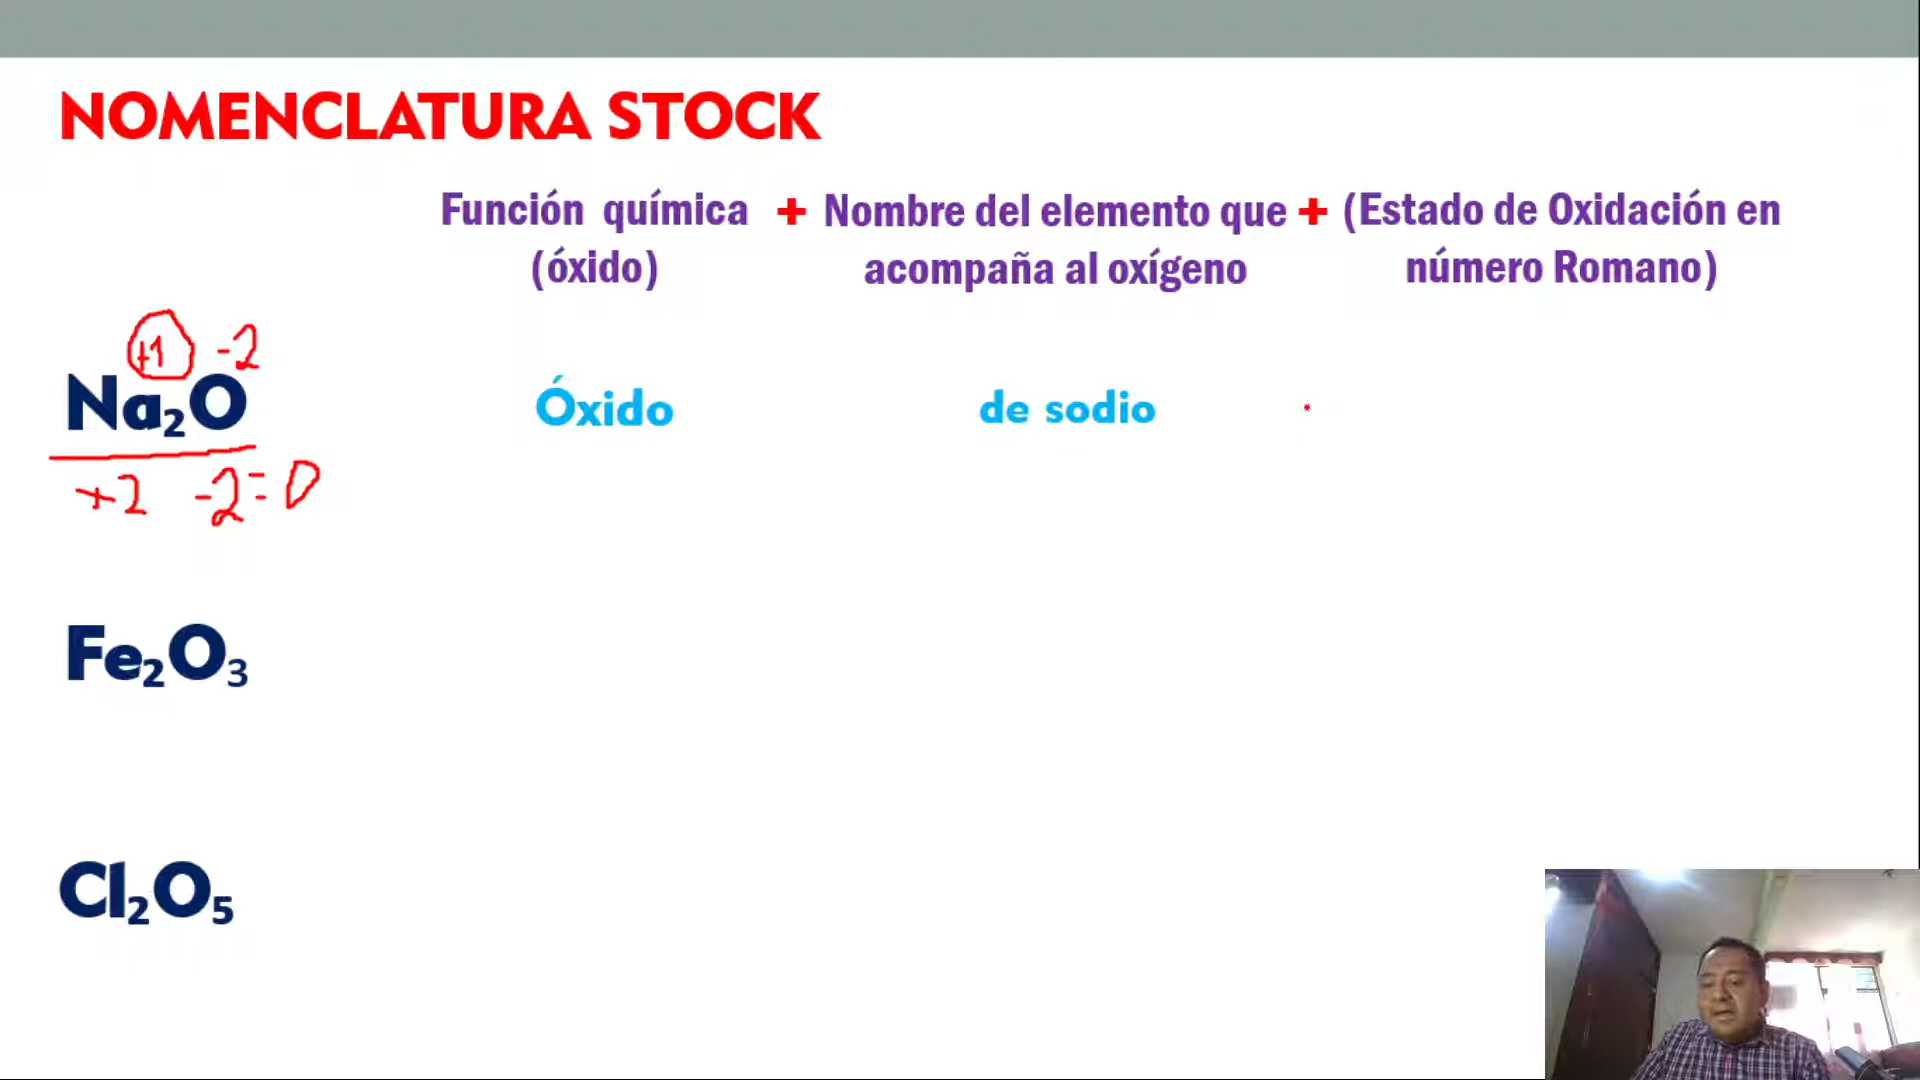 NOMENCLATURA STOCK
Función química + Nombre del elemento que + (Estado de Oxidación en
(óxido) acompaña al oxígeno número Romano)
+1 -2
Na₂O Óxido de sodio
+2 -2 = 0
Fe₂O₃
Cl₂O₅